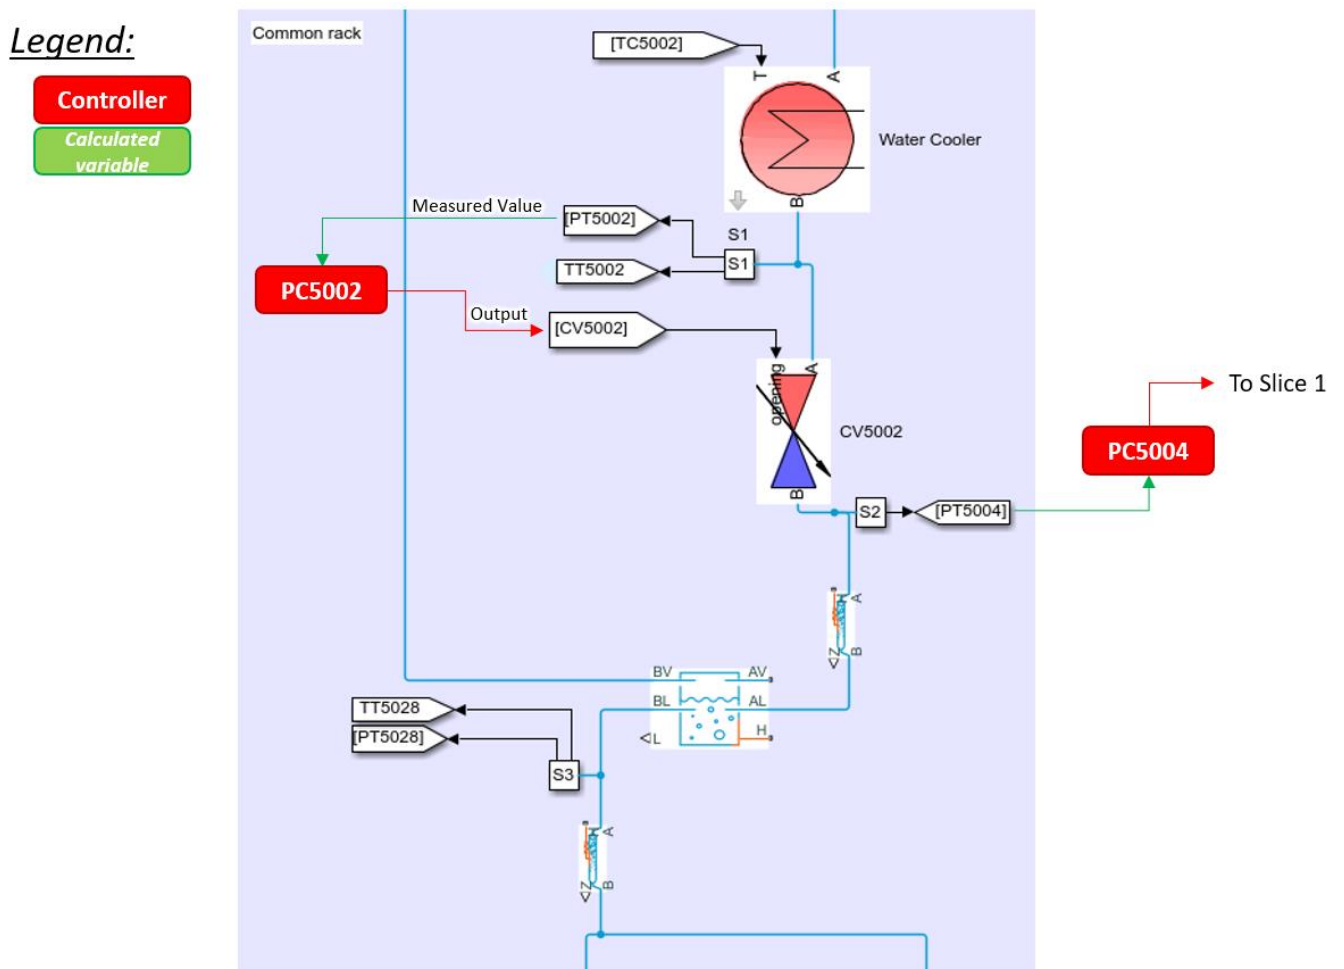 Legend:
Controller
Calculated
variable
Common rack
[TC5002]
T
A
Water Cooler
B
Measured Value
[PT5002]
S1
S1
TT5002
PC5002
Output
[CV5002]
opening
A
CV5002
B
To Slice 1
PC5004
S2
[PT5004]
H
A
<Z
B
BV
AV
BL
AL
<L
H
TT5028
[PT5028]
S3
H
A
<Z
B